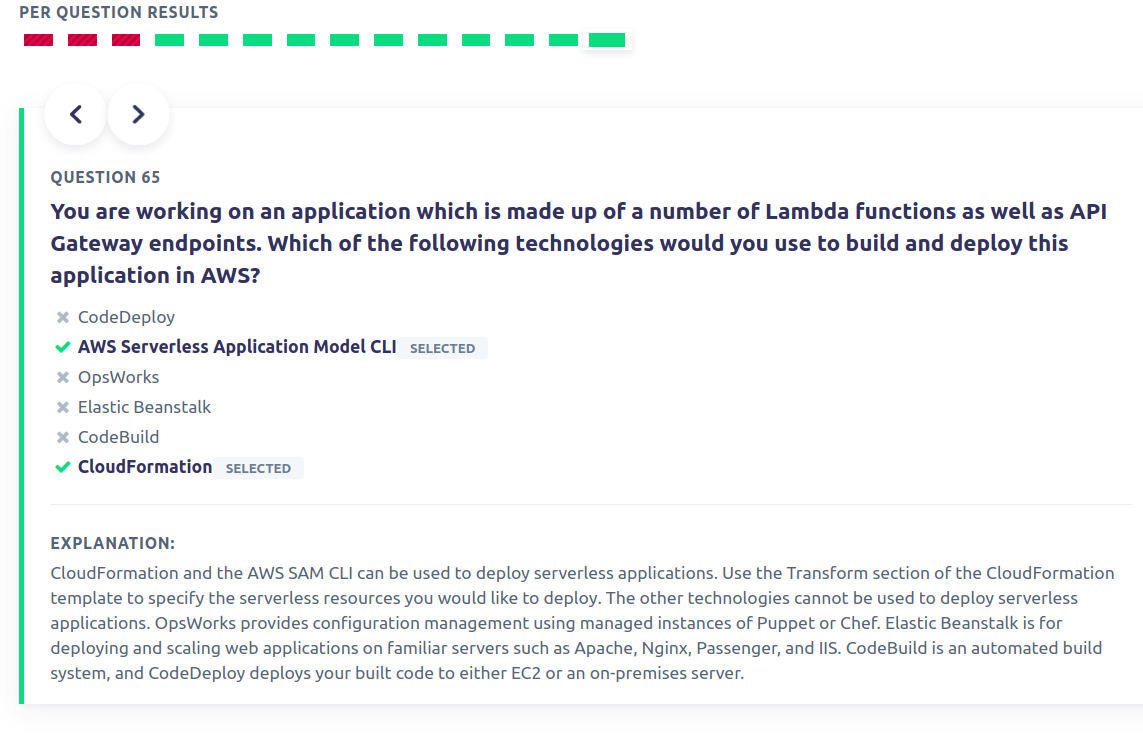 PER QUESTION RESULTS
QUESTION 65
You are working on an application which is made up of a number of Lambda functions as well as API
Gateway endpoints. Which of the following technologies would you use to build and deploy this
application in AWS?
CodeDeploy
AWS Serverless Application Model CLI SELECTED
OpsWorks
Elastic Beanstalk
CodeBuild
CloudFormation SELECTED
EXPLANATION:
CloudFormation and the AWS SAM CLI can be used to deploy serverless applications. Use the Transform section of the CloudFormation
template to specify the serverless resources you would like to deploy. The other technologies cannot be used to deploy serverless
applications. OpsWorks provides configuration management using managed instances of Puppet or Chef. Elastic Beanstalk is for
deploying and scaling web applications on familiar servers such as Apache, Nginx, Passenger, and IIS. CodeBuild is an automated build
system, and CodeDeploy deploys your built code to either EC2 or an on-premises server.